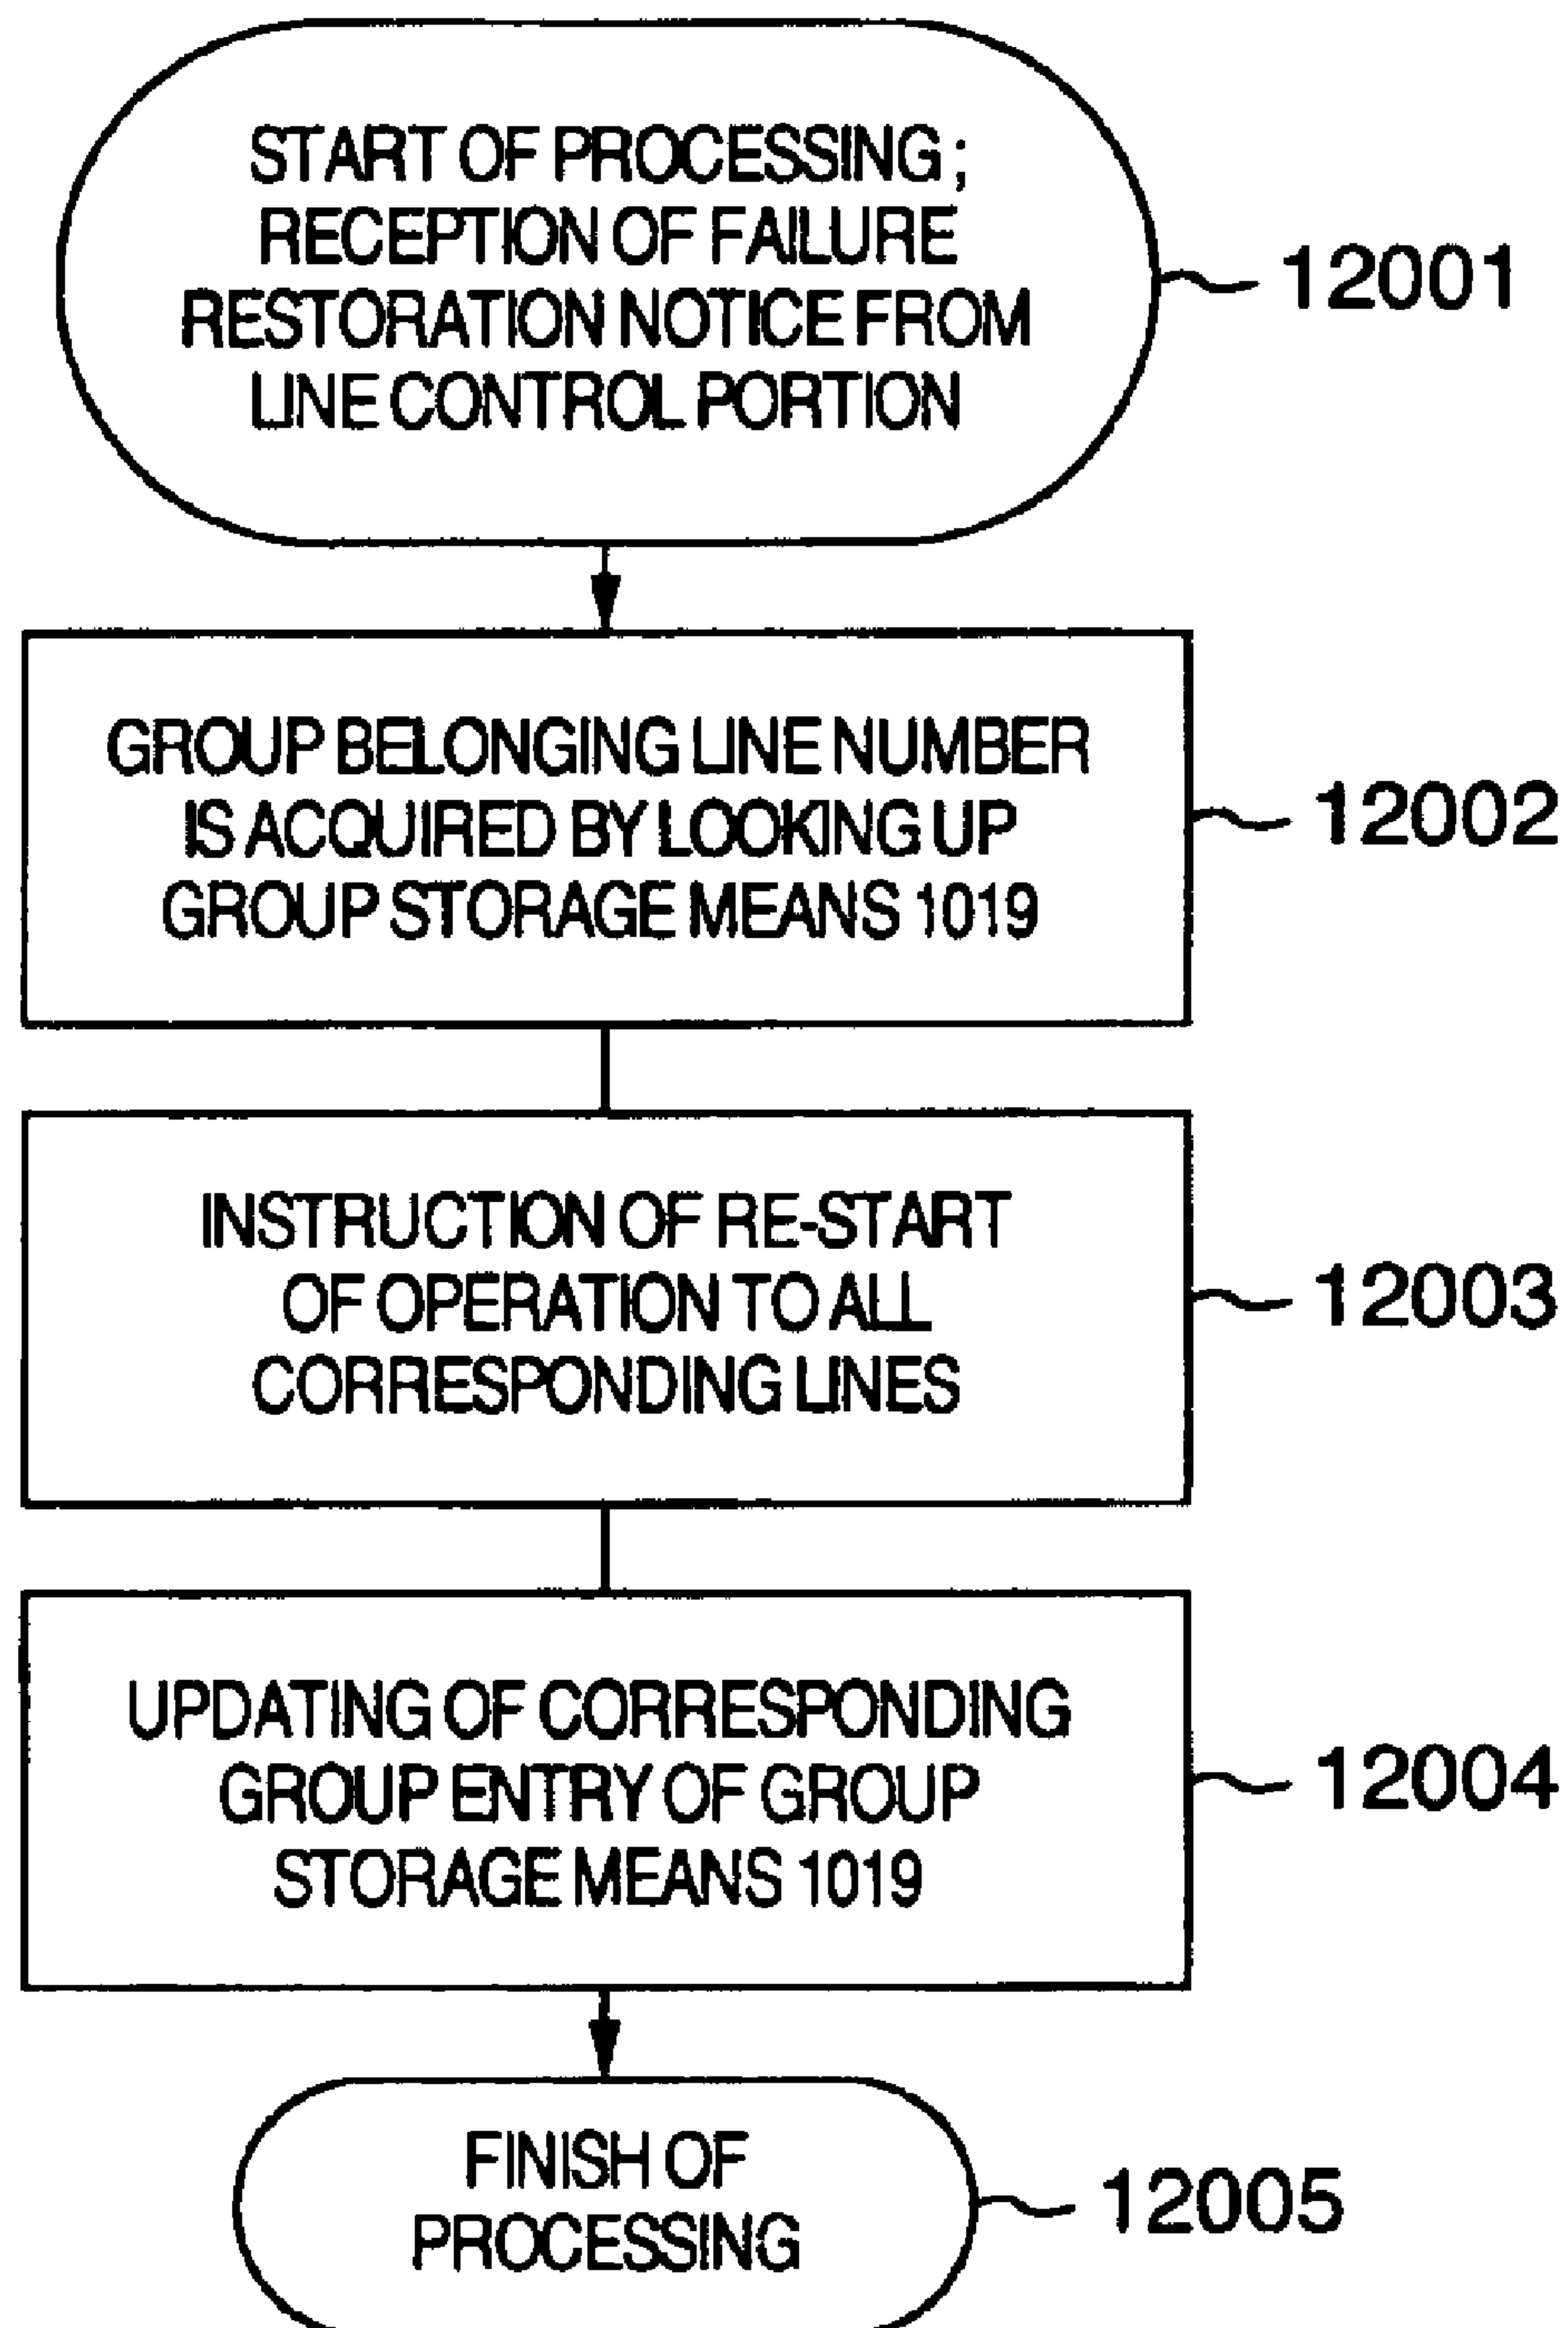 START OF PROCESSING ;
RECEPTION OF FAILURE
RESTORATION NOTICE FROM
LINE CONTROL PORTION
12001
GROUP BELONGING LINE NUMBER
IS ACQUIRED BY LOOKING UP
GROUP STORAGE MEANS 1019
12002
INSTRUCTION OF RE-START
OF OPERATION TO ALL
CORRESPONDING LINES
12003
UPDATING OF CORRESPONDING
GROUP ENTRY OF GROUP
STORAGE MEANS 1019
12004
FINISH OF
PROCESSING
12005